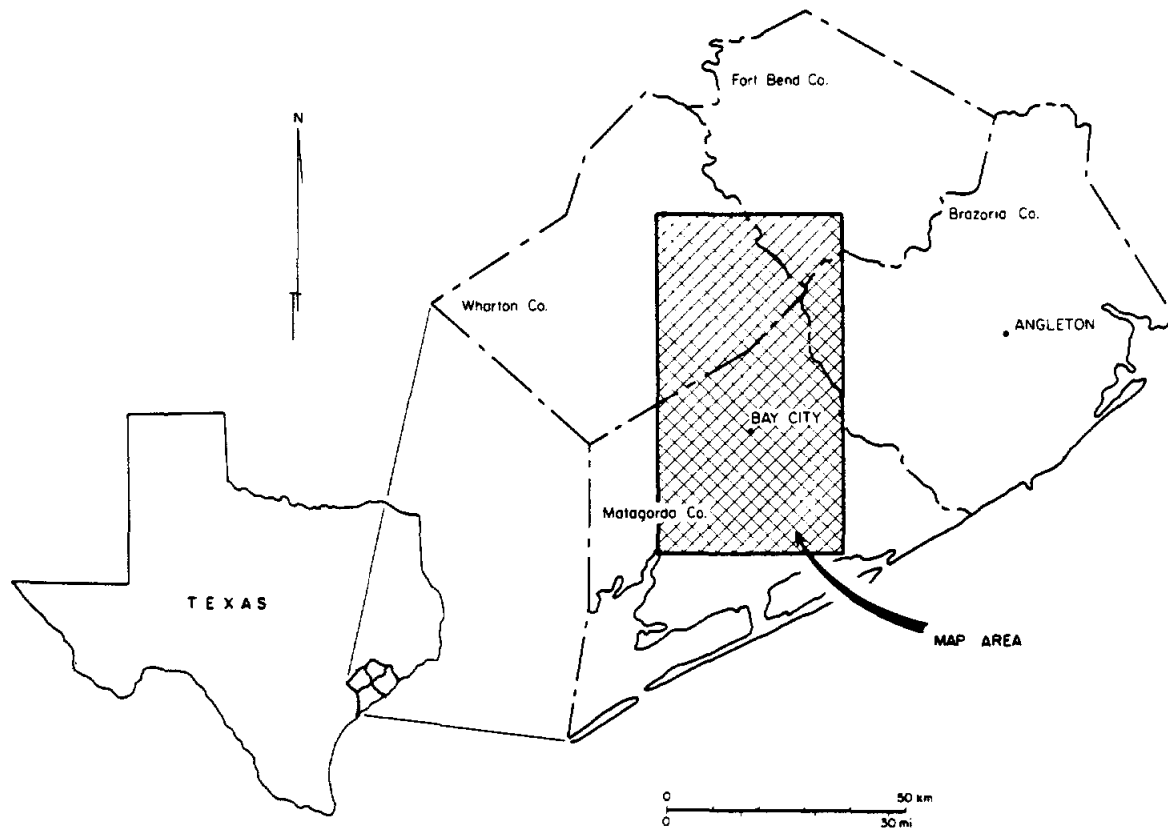 Fort Bend Co.
N
Brazoria Co.
Wharton Co.
ANGLETON
BAY CITY
Matagorda Co.
TEXAS
MAP AREA
0 50 km
0 30 mi